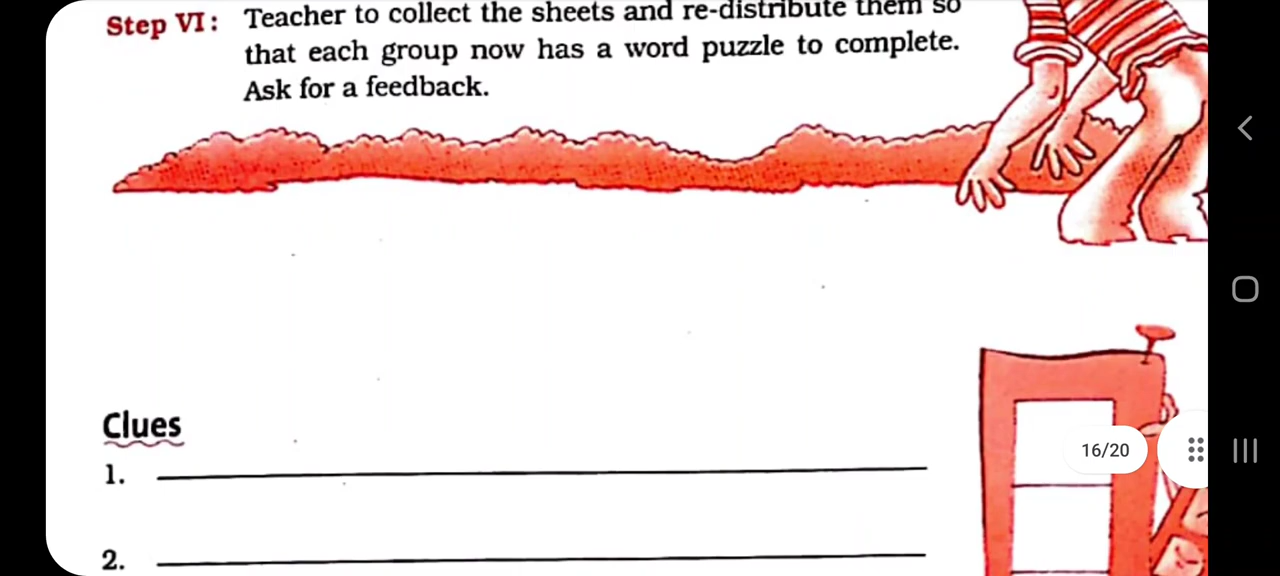 Step VI: Teacher to collect the sheets and re-distribute them so
that each group now has a word puzzle to complete.
Ask for a feedback.
Clues
1.
2.
16/20